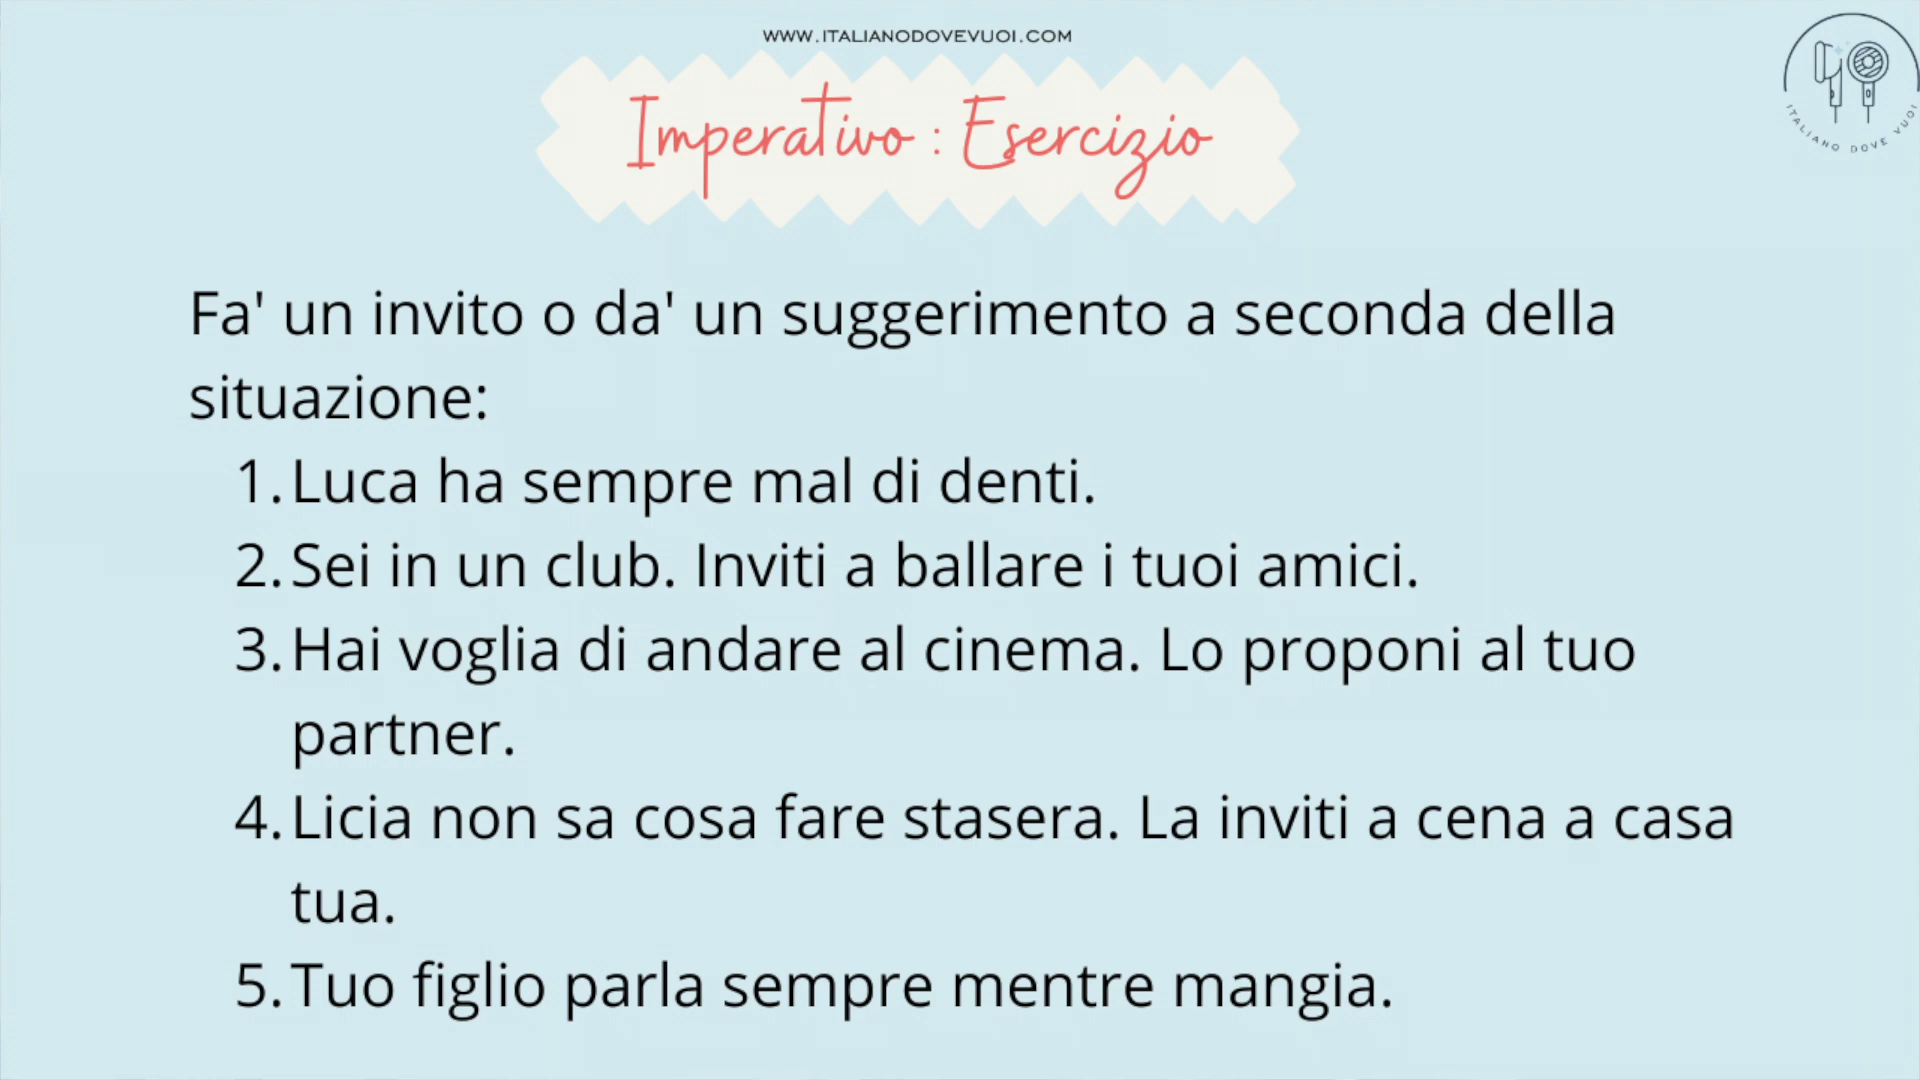 WWW.ITALIANODOVEVUOI.COM
Imperativo : Esercizio
ITALIANO DOVE VUOI
Fa' un invito o da' un suggerimento a seconda della
situazione:
1. Luca ha sempre mal di denti.
2. Sei in un club. Inviti a ballare i tuoi amici.
3. Hai voglia di andare al cinema. Lo proponi al tuo
partner.
4. Licia non sa cosa fare stasera. La inviti a cena a casa
tua.
5. Tuo figlio parla sempre mentre mangia.